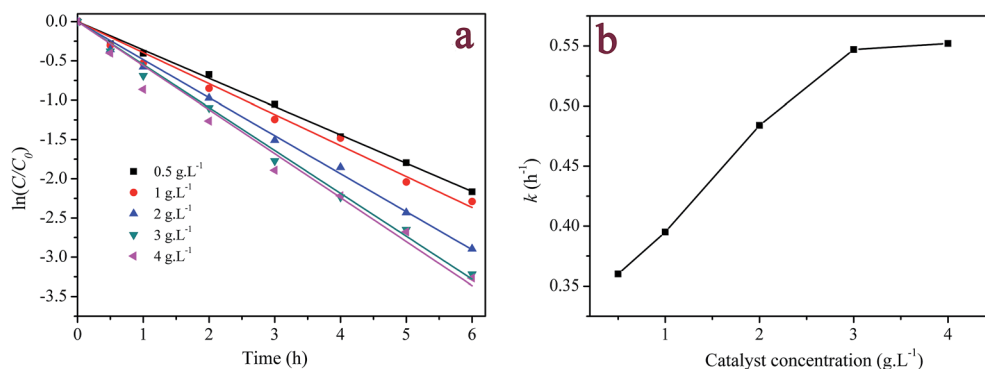 a
0.0
-0.5
-1.0
-1.5
-2.0
-2.5
-3.0
-3.5
ln(C/C₀)
0.5 g.L⁻¹
1 g.L⁻¹
2 g.L⁻¹
3 g.L⁻¹
4 g.L⁻¹
0 1 2 3 4 5 6
Time (h)
b
0.55
0.50
0.45
0.40
0.35
k (h⁻¹)
1 2 3 4
Catalyst concentration (g.L⁻¹)